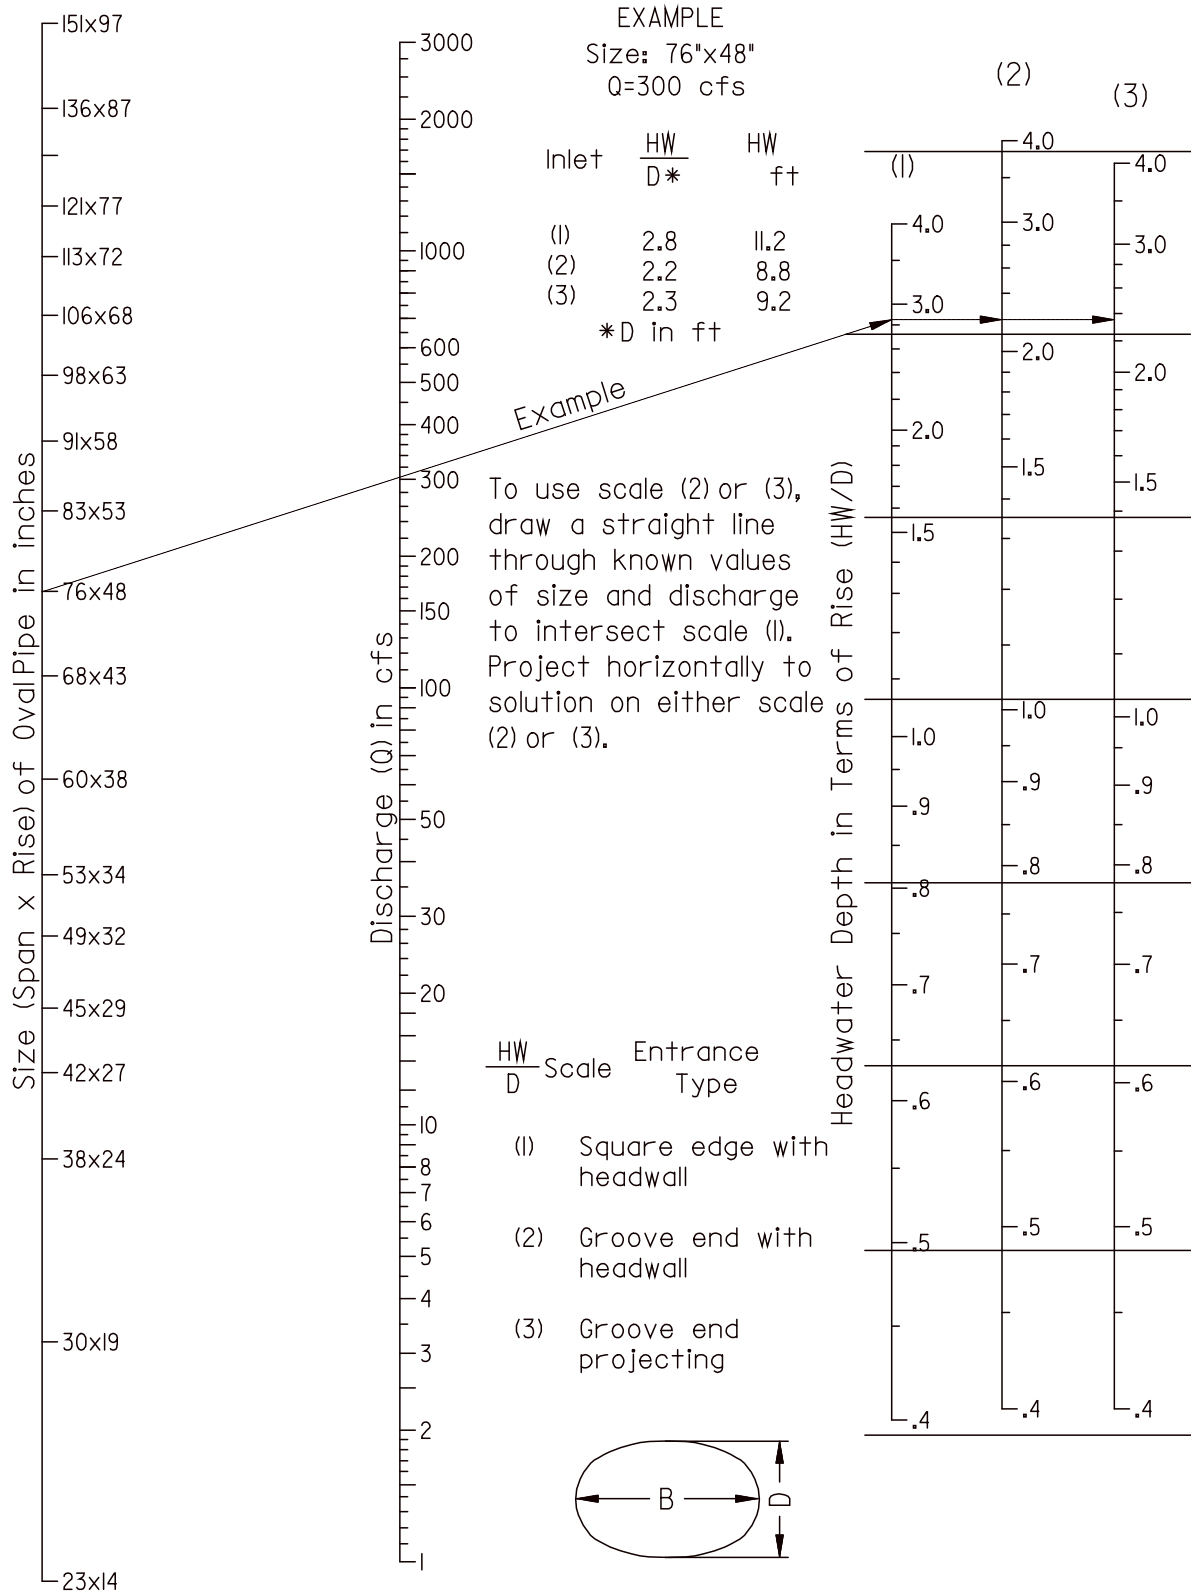 EXAMPLE
Size: 76"x48"
Q=300 cfs
Inlet HW/D* HW ft
(1) 2.8 11.2
(2) 2.2 8.8
(3) 2.3 9.2
*D in ft
Size (Span x Rise) of Oval Pipe in inches
151x97
136x87
121x77
113x72
106x68
98x63
91x58
83x53
76x48
68x43
60x38
53x34
49x32
45x29
42x27
38x24
30x19
23x14
Discharge (Q) in cfs
3000
2000
1000
600
500
400
300
200
150
100
50
30
20
10
8
7
6
5
4
3
2
1
Example
To use scale (2) or (3),
draw a straight line
through known values
of size and discharge
to intersect scale (1).
Project horizontally to
solution on either scale
(2) or (3).
HW/D Scale Entrance
Type
(1) Square edge with
headwall
(2) Groove end with
headwall
(3) Groove end
projecting
B
D
Headwater Depth in Terms of Rise (HW/D)
(1)
4.0
3.0
2.0
1.5
1.0
.9
.8
.7
.6
.5
.4
(2)
4.0
3.0
2.0
1.5
1.0
.9
.8
.7
.6
.5
.4
(3)
4.0
3.0
2.0
1.5
1.0
.9
.8
.7
.6
.5
.4